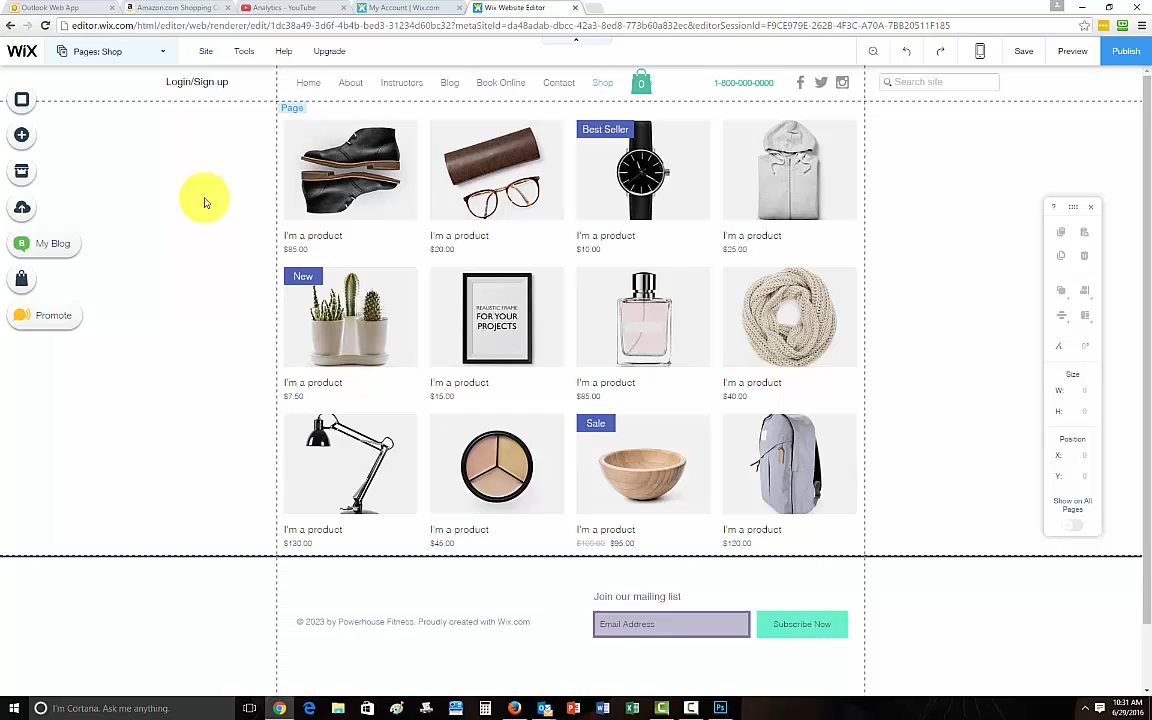 Outlook Web App
Amazon.com Shopping C
Analytics - YouTube
My Account | Wix.com
Wix Website Editor
editor.wix.com/html/editor/web/renderer/edit/1dc38a49-3d6f-4b4b-bed3-31234d60bc32?metaSiteId=da48adab-dbcc-42a3-8ed8-773b60a832ec&editorSessionId=F9CE979E-262B-4F3C-A70A-7BB20511F185
WiX
Pages: Shop
Site
Tools
Help
Upgrade
Save
Preview
Publish
Login/Sign up
Home
About
Instructors
Blog
Book Online
Contact
Shop
0
1-800-000-0000
Search site
Page
Best Seller
I'm a product
I'm a product
I'm a product
I'm a product
$85.00
$20.00
$10.00
$25.00
My Blog
Promote
New
REALISTIC FRAME
FOR YOUR
PROJECTS
I'm a product
I'm a product
I'm a product
I'm a product
$7.50
$15.00
$85.00
$40.00
Sale
I'm a product
I'm a product
I'm a product
I'm a product
$130.00
$45.00
$100.00 $95.00
$120.00
?
0°
Size
W: 0
H: 0
Position
X: 0
Y: 0
Show on All
Pages
Join our mailing list
© 2023 by Powerhouse Fitness. Proudly created with Wix.com
Email Address
Subscribe Now
I'm Cortana. Ask me anything.
10:31 AM
6/29/2016